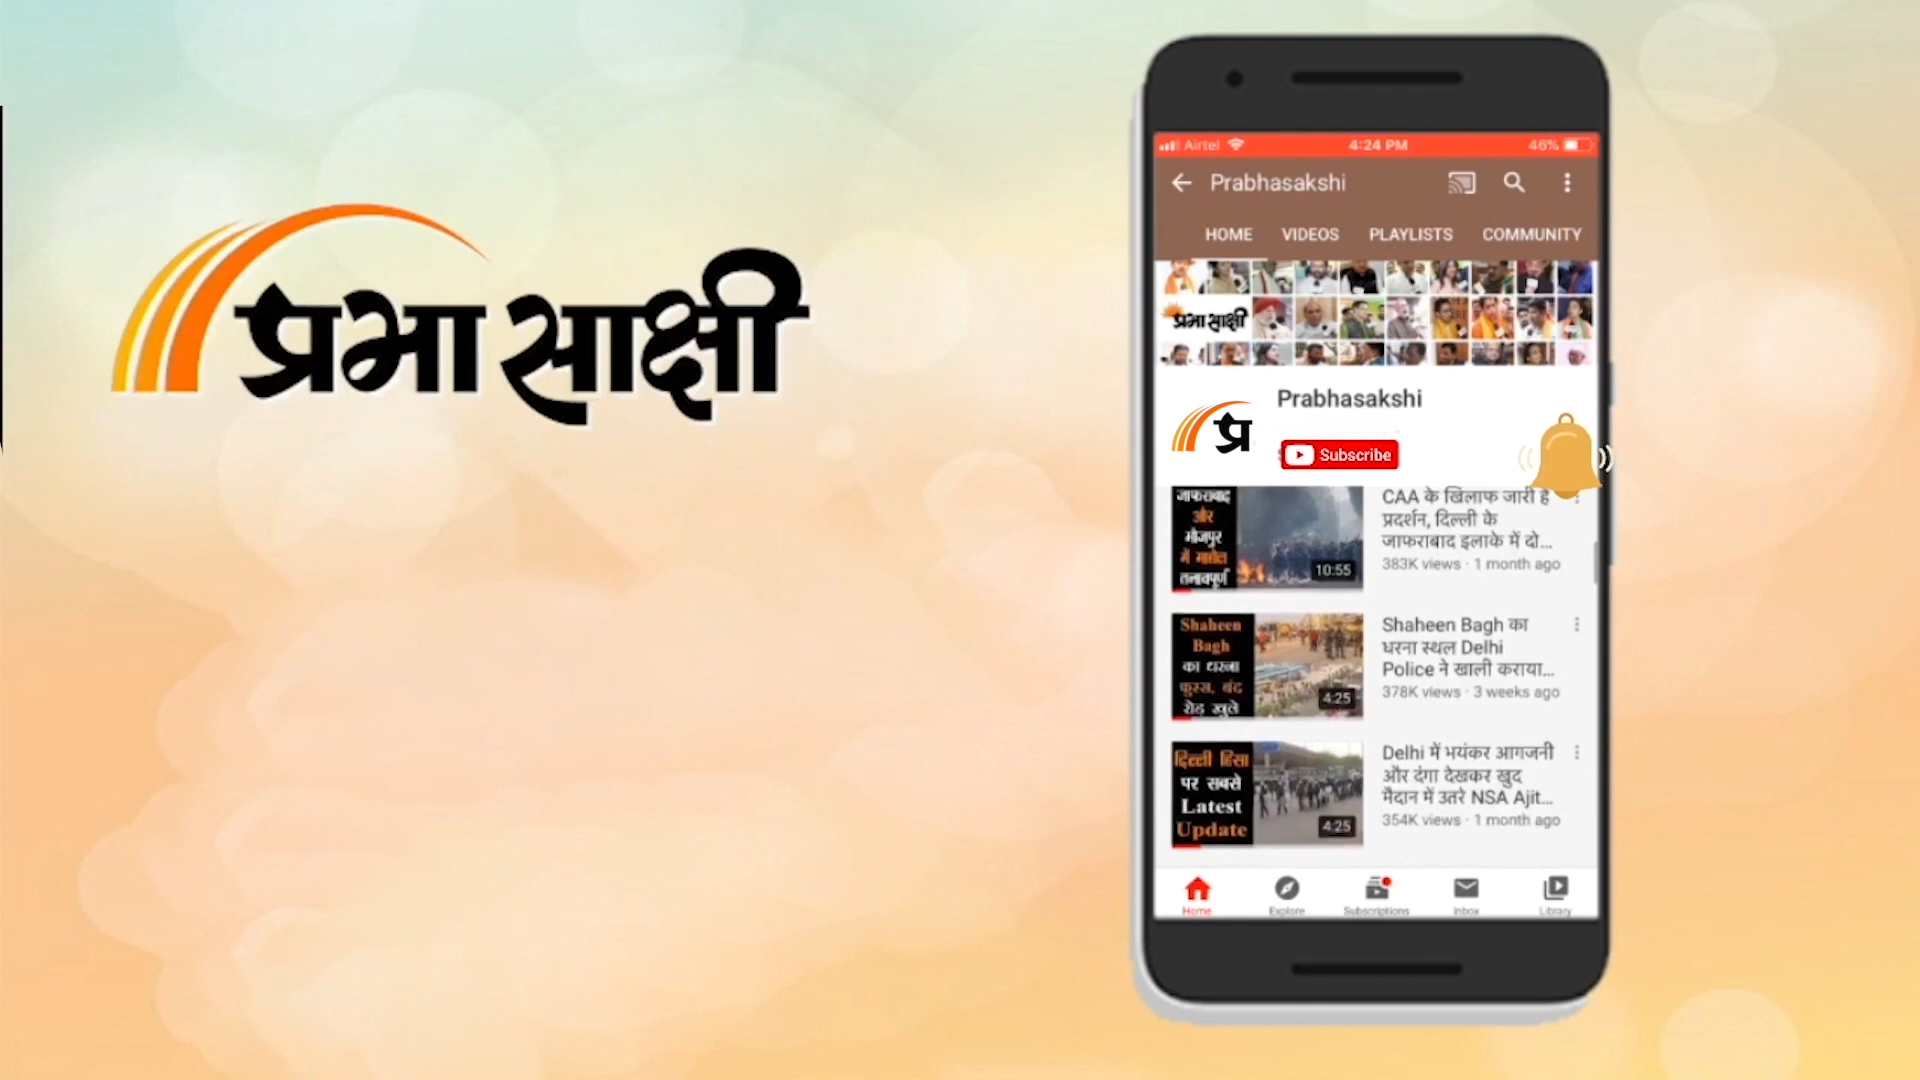 प्रभासाक्षी
Airtel 4:24 PM 46%
Prabhasakshi
HOME VIDEOS PLAYLISTS COMMUNITY
प्रभासाक्षी
Prabhasakshi
प्र
Subscribe
जाफराबाद
और
मौजपुर
में माहौल
तनावपूर्ण
10:55
CAA के खिलाफ जारी है
प्रदर्शन, दिल्ली के
जाफराबाद इलाके में दो...
383K views · 1 month ago
Shaheen
Bagh
का धरना
फुस्स, बंद
रोड़ खुले
4:25
Shaheen Bagh का
धरना स्थल Delhi
Police ने खाली कराया...
378K views · 3 weeks ago
दिल्ली हिंसा
पर सबसे
Latest
Update
4:25
Delhi में भयंकर आगजनी
और दंगा देखकर खुद
मैदान में उतरे NSA Ajit...
354K views · 1 month ago
Home Explore Subscriptions Inbox Library